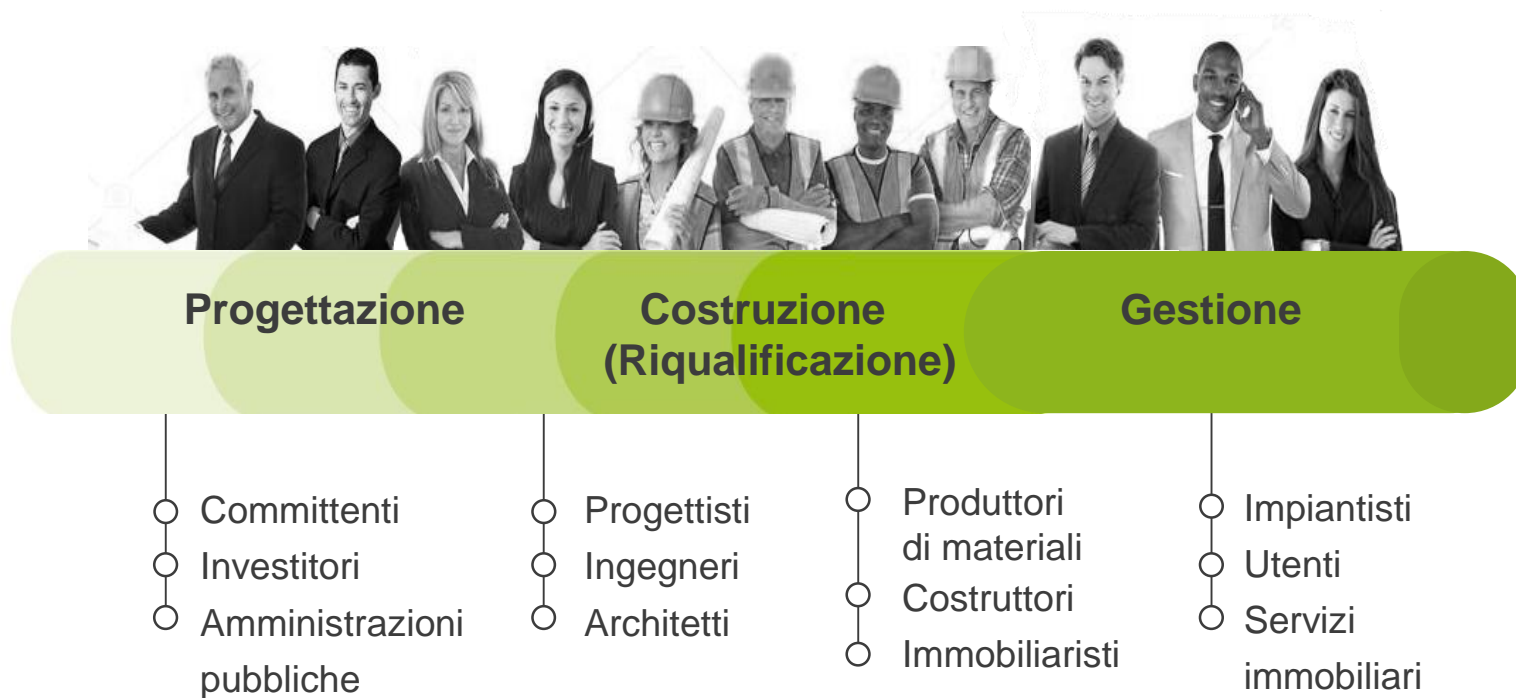 Progettazione
Costruzione
(Riqualificazione)
Gestione
Committenti
Investitori
Amministrazioni
pubbliche
Progettisti
Ingegneri
Architetti
Produttori
di materiali
Costruttori
Immobiliaristi
Impiantisti
Utenti
Servizi
immobiliari